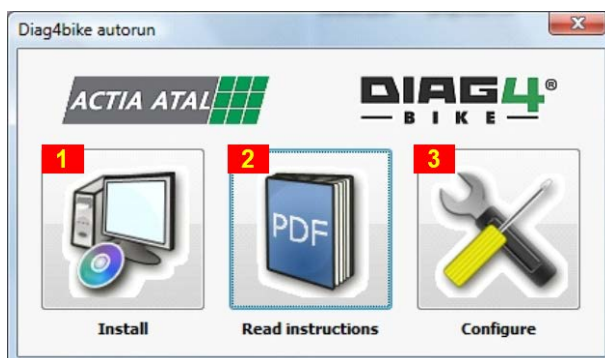 Diag4bike autorun
ACTIA ATAL
DIAG4®
BIKE
1
2
3
PDF
Install
Read instructions
Configure